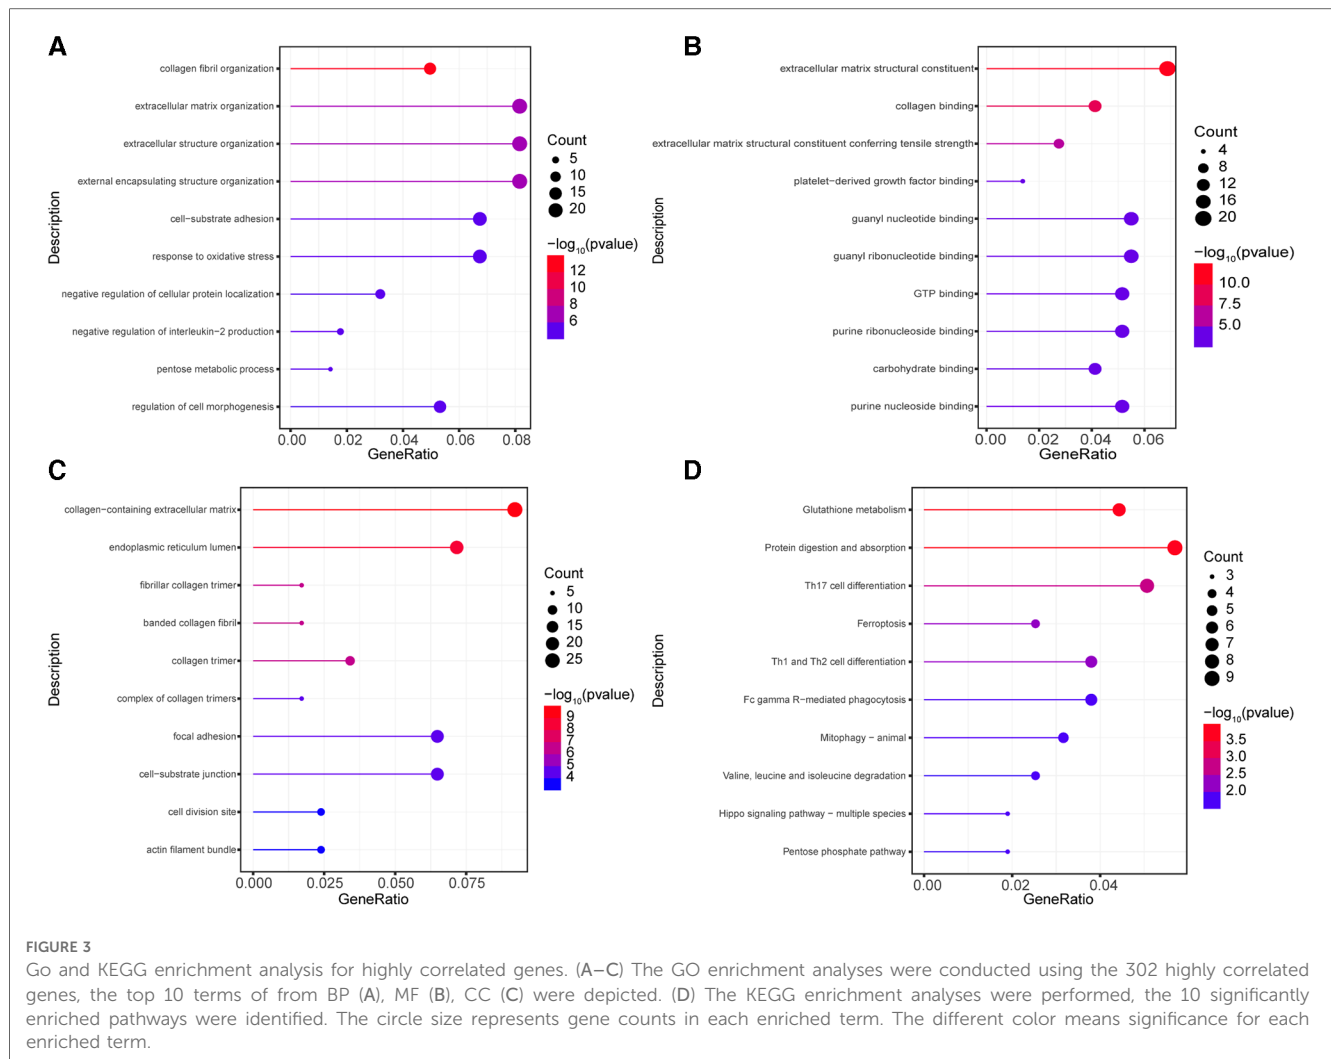 A
collagen fibril organization
extracellular matrix organization
extracellular structure organization
external encapsulating structure organization
cell−substrate adhesion
response to oxidative stress
negative regulation of cellular protein localization
negative regulation of interleukin−2 production
pentose metabolic process
regulation of cell morphogenesis
Description
0.00 0.02 0.04 0.06 0.08
GeneRatio
Count
5
10
15
20
−log10(pvalue)
12
10
8
6
B
extracellular matrix structural constituent
collagen binding
extracellular matrix structural constituent conferring tensile strength
platelet−derived growth factor binding
guanyl nucleotide binding
guanyl ribonucleotide binding
GTP binding
purine ribonucleoside binding
carbohydrate binding
purine nucleoside binding
Description
0.00 0.02 0.04 0.06
GeneRatio
Count
4
8
12
16
20
−log10(pvalue)
10.0
7.5
5.0
C
collagen−containing extracellular matrix
endoplasmic reticulum lumen
fibrillar collagen trimer
banded collagen fibril
collagen trimer
complex of collagen trimers
focal adhesion
cell−substrate junction
cell division site
actin filament bundle
Description
0.000 0.025 0.050 0.075
GeneRatio
Count
5
10
15
20
25
−log10(pvalue)
9
8
7
6
5
4
D
Glutathione metabolism
Protein digestion and absorption
Th17 cell differentiation
Ferroptosis
Th1 and Th2 cell differentiation
Fc gamma R−mediated phagocytosis
Mitophagy − animal
Valine, leucine and isoleucine degradation
Hippo signaling pathway − multiple species
Pentose phosphate pathway
Description
0.00 0.02 0.04
GeneRatio
Count
3
4
5
6
7
8
9
−log10(pvalue)
3.5
3.0
2.5
2.0
FIGURE 3
Go and KEGG enrichment analysis for highly correlated genes. (A–C) The GO enrichment analyses were conducted using the 302 highly correlated
genes, the top 10 terms of from BP (A), MF (B), CC (C) were depicted. (D) The KEGG enrichment analyses were performed, the 10 significantly
enriched pathways were identified. The circle size represents gene counts in each enriched term. The different color means significance for each
enriched term.